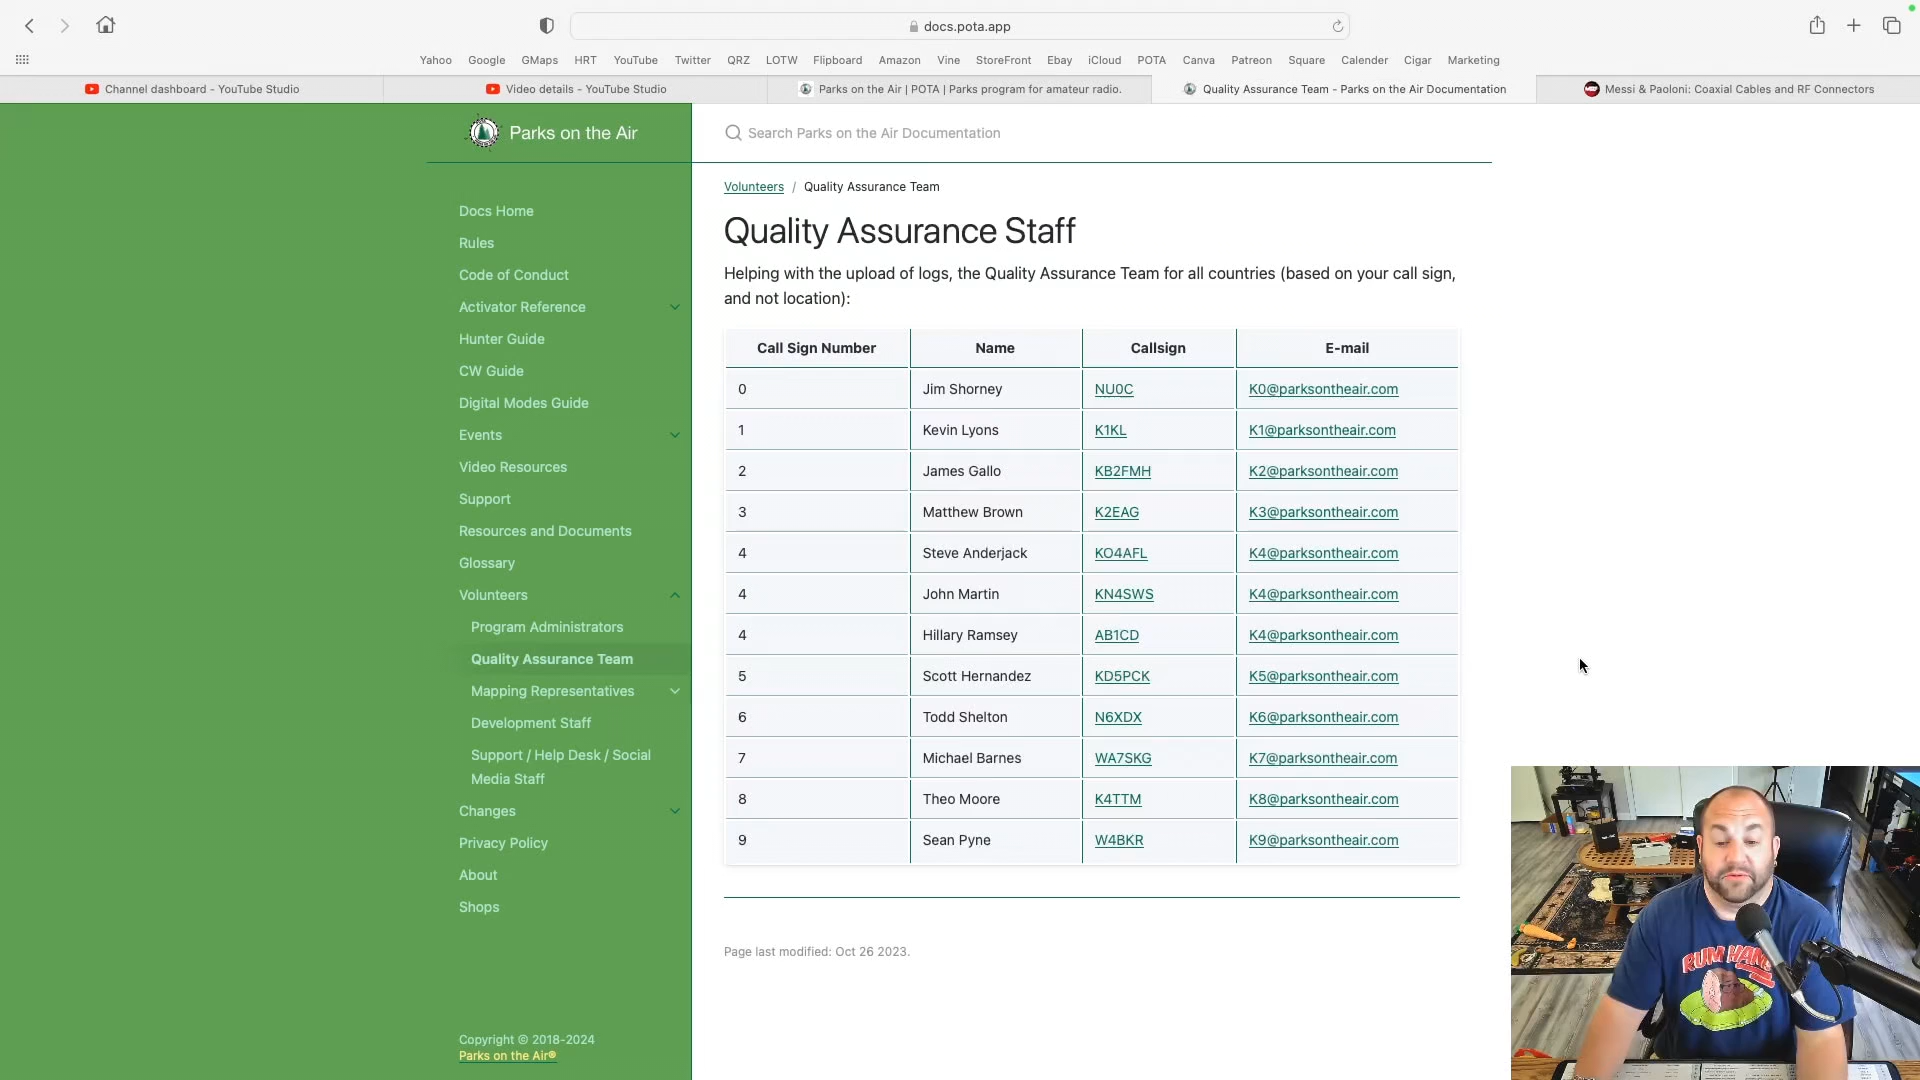 docs.pota.app
Yahoo Google GMaps HRT YouTube Twitter QRZ LOTW Flipboard Amazon Vine StoreFront Ebay iCloud POTA Canva Patreon Square Calender Cigar Marketing
Channel dashboard - YouTube Studio
Video details - YouTube Studio
Parks on the Air | POTA | Parks program for amateur radio.
Quality Assurance Team - Parks on the Air Documentation
Messi & Paoloni: Coaxial Cables and RF Connectors
Parks on the Air
Search Parks on the Air Documentation
Docs Home
Rules
Code of Conduct
Activator Reference
Hunter Guide
CW Guide
Digital Modes Guide
Events
Video Resources
Support
Resources and Documents
Glossary
Volunteers
Program Administrators
Quality Assurance Team
Mapping Representatives
Development Staff
Support / Help Desk / Social
Media Staff
Changes
Privacy Policy
About
Shops
Copyright © 2018-2024
Parks on the Air®
Volunteers / Quality Assurance Team
Quality Assurance Staff
Helping with the upload of logs, the Quality Assurance Team for all countries (based on your call sign,
and not location):
Call Sign Number Name Callsign E-mail
0 Jim Shorney NU0C K0@parksontheair.com
1 Kevin Lyons K1KL K1@parksontheair.com
2 James Gallo KB2FMH K2@parksontheair.com
3 Matthew Brown K2EAG K3@parksontheair.com
4 Steve Anderjack KO4AFL K4@parksontheair.com
4 John Martin KN4SWS K4@parksontheair.com
4 Hillary Ramsey AB1CD K4@parksontheair.com
5 Scott Hernandez KD5PCK K5@parksontheair.com
6 Todd Shelton N6XDX K6@parksontheair.com
7 Michael Barnes WA7SKG K7@parksontheair.com
8 Theo Moore K4TTM K8@parksontheair.com
9 Sean Pyne W4BKR K9@parksontheair.com
Page last modified: Oct 26 2023.
RUM HAM